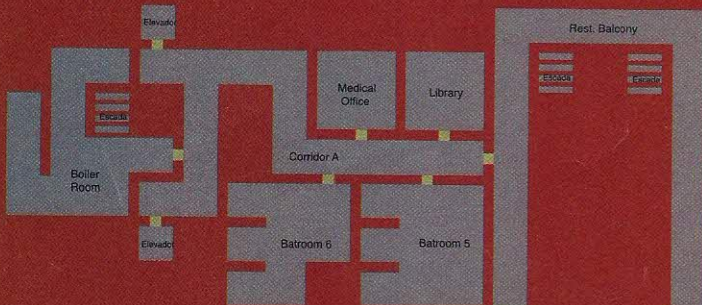 Elevador
Rest. Balcony
Escada
Escada
Medical
Office
Library
Escada
Corridor A
Boiler
Room
Elevador
Batroom 6
Batroom 5